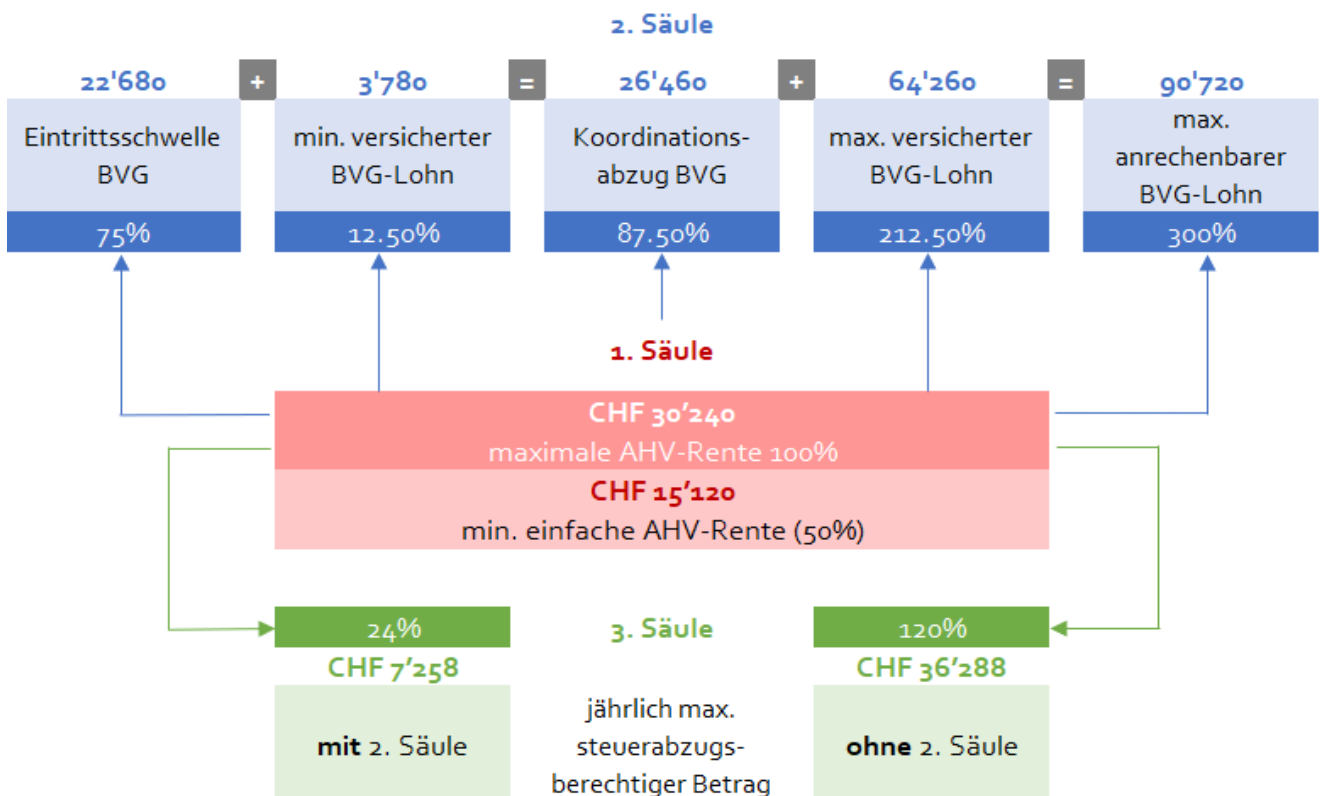 2. Säule
22'680 + 3'780 = 26'460 + 64'260 = 90'720
Eintrittsschwelle
BVG
75%
min. versicherter
BVG-Lohn
12.50%
Koordinations-
abzug BVG
87.50%
max. versicherter
BVG-Lohn
212.50%
max.
anrechenbarer
BVG-Lohn
300%
1. Säule
CHF 30’240
maximale AHV-Rente 100%
CHF 15’120
min. einfache AHV-Rente (50%)
24%
CHF 7’258
mit 2. Säule
3. Säule
jährlich max.
steuerabzugs-
berechtiger Betrag
120%
CHF 36’288
ohne 2. Säule